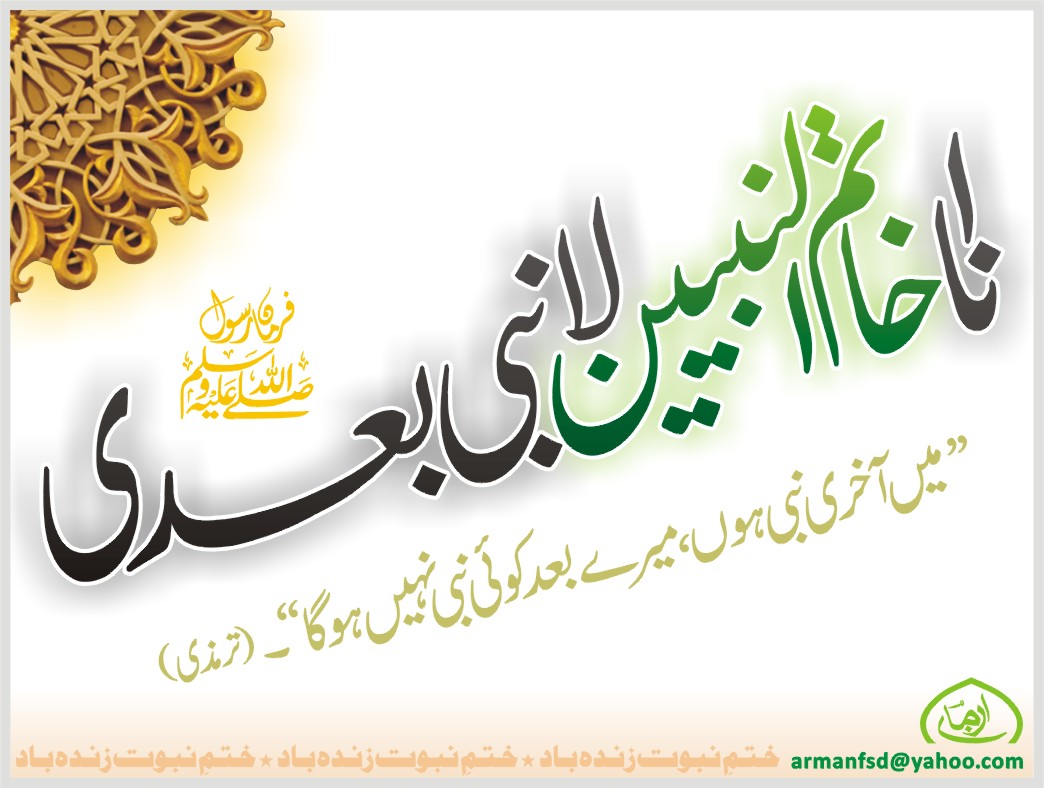 انا خاتم النبیین لا نبی بعدی
فرمان رسول
صلی اللہ علیہ وسلم
”میں آخری نبی ہوں، میرے بعد کوئی نبی نہیں ہوگا“۔ (ترمذی)
ارمان
ختمِ نبوت زندہ باد ٭ ختمِ نبوت زندہ باد ٭ ختمِ نبوت زندہ باد
armanfsd@yahoo.com